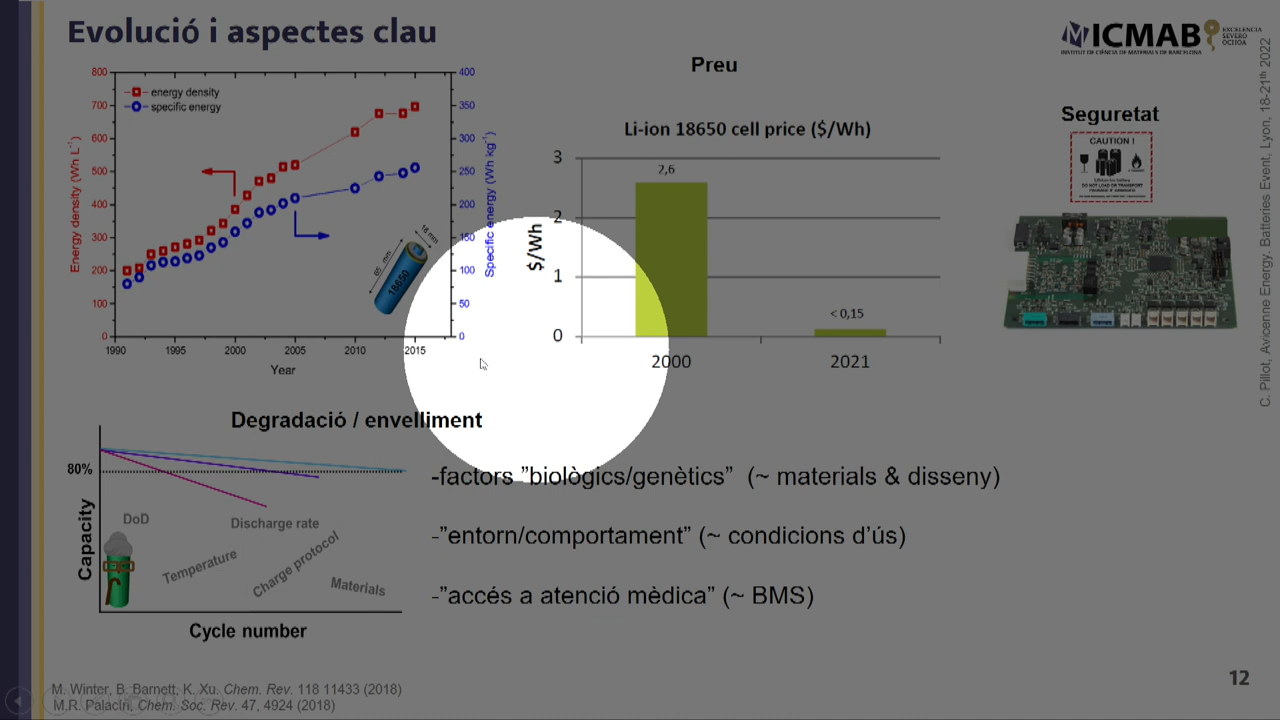 Evolució i aspectes clau
ICMAB
INSTITUT DE CIÈNCIA DE MATERIALS DE BARCELONA
EXCELENCIA
SEVERO
OCHOA
energy density
specific energy
Energy density (Wh L-1)
800
700
600
500
400
300
200
100
0
400
350
300
250
200
150
100
50
0
Specific energy (Wh kg-1)
18 mm
65 mm
18650
1990
1995
2000
2005
2010
2015
Year
Preu
Li-ion 18650 cell price ($/Wh)
$/Wh
3
2
1
0
2,6
< 0,15
2000
2021
Seguretat
CAUTION !
C. Pillot, Avicenne Energy. Batteries Event, Lyon, 18-21th 2022
Degradació / envelliment
80%
Capacity
DoD
Discharge rate
Temperature
Charge protocol
Materials
Cycle number
-factors ”biològics/genètics” (~ materials & disseny)
-”entorn/comportament” (~ condicions d’ús)
-”accés a atenció mèdica” (~ BMS)
M. Winter, B. Barnett, K. Xu. Chem. Rev. 118 11433 (2018)
M.R. Palacín, Chem. Soc. Rev. 47, 4924 (2018)
12